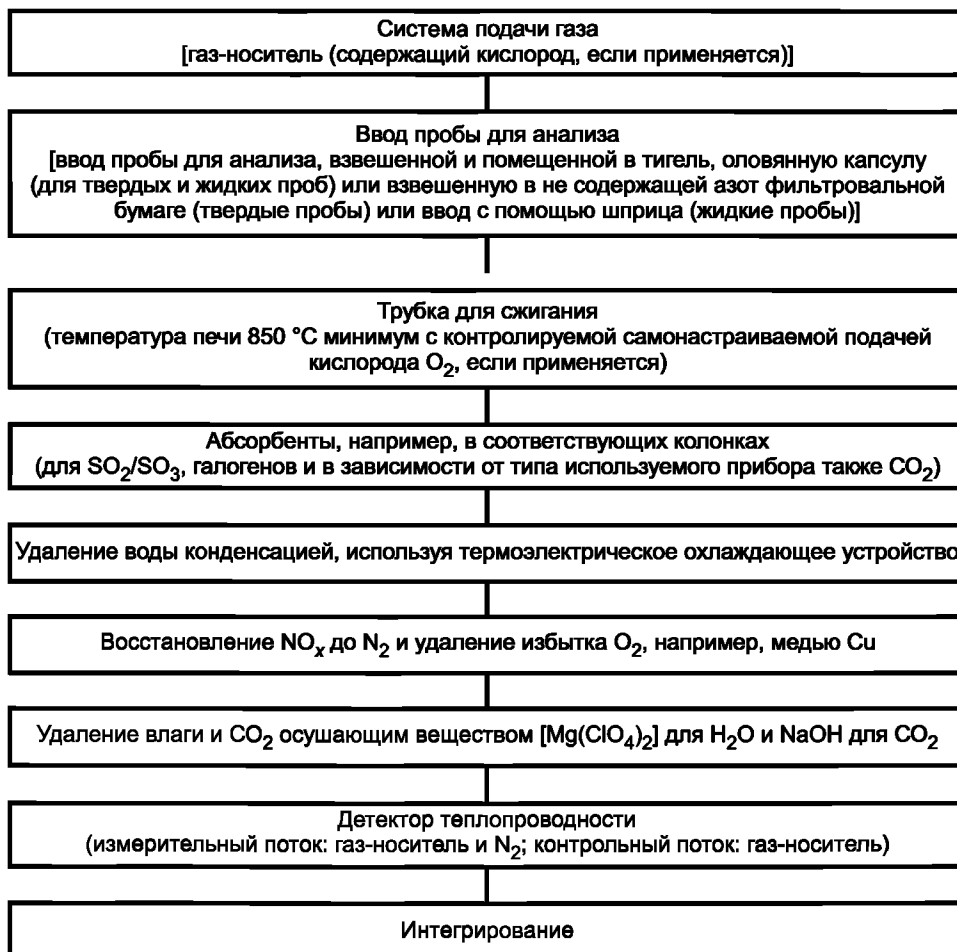 Система подачи газа
[газ-носитель (содержащий кислород, если применяется)]
Ввод пробы для анализа
[ввод пробы для анализа, взвешенной и помещенной в тигель, оловянную капсулу
(для твердых и жидких проб) или взвешенную в не содержащей азот фильтровальной
бумаге (твердые пробы) или ввод с помощью шприца (жидкие пробы)]
Трубка для сжигания
(температура печи 850 °C минимум с контролируемой самонастраиваемой подачей
кислорода O₂, если применяется)
Абсорбенты, например, в соответствующих колонках
(для SO₂/SO₃, галогенов и в зависимости от типа используемого прибора также CO₂)
Удаление воды конденсацией, используя термоэлектрическое охлаждающее устройство
Восстановление NOₓ до N₂ и удаление избытка O₂, например, медью Cu
Удаление влаги и CO₂ осушающим веществом [Mg(ClO₄)₂] для H₂O и NaOH для CO₂
Детектор теплопроводности
(измерительный поток: газ-носитель и N₂; контрольный поток: газ-носитель)
Интегрирование